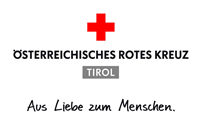 ÖSTERREICHISCHES ROTES KREUZ
TIROL
Aus Liebe zum Menschen.